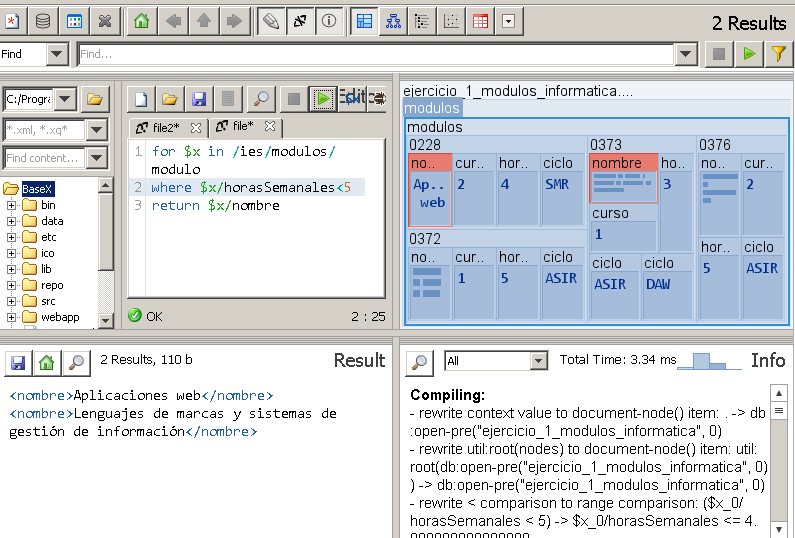 2 Results
Find
Find...
C:/Progra
*.xml, *.xq*
Find content...
BaseX
bin
data
etc
ico
lib
repo
src
webapp
Editor
file2*
file*
1 for $x in /ies/modulos/
modulo
2 where $x/horasSemanales<5
3 return $x/nombre
OK
2 : 25
ejercicio_1_modulos_informatica....
modulos
modulos
0228
no.. cur.. hor.. ciclo
Ap.. web 2 4 SMR
0373
nombre ho..
3
curso
1
ciclo ciclo
ASIR DAW
0376
no.. cur..
2
hor.. ciclo
5 ASIR
0372
no.. cur.. hor.. ciclo
1 5 ASIR
2 Results, 110 b
Result
<nombre>Aplicaciones web</nombre>
<nombre>Lenguajes de marcas y sistemas de
gestión de información</nombre>
All
Total Time: 3.34 ms
Info
Compiling:
- rewrite context value to document-node() item: . -> db
:open-pre("ejercicio_1_modulos_informatica", 0)
- rewrite util:root(nodes) to document-node() item: util:
root(db:open-pre("ejercicio_1_modulos_informatica", 0)
) -> db:open-pre("ejercicio_1_modulos_informatica", 0)
- rewrite < comparison to range comparison: ($x_0/
horasSemanales < 5) -> $x_0/horasSemanales <= 4.